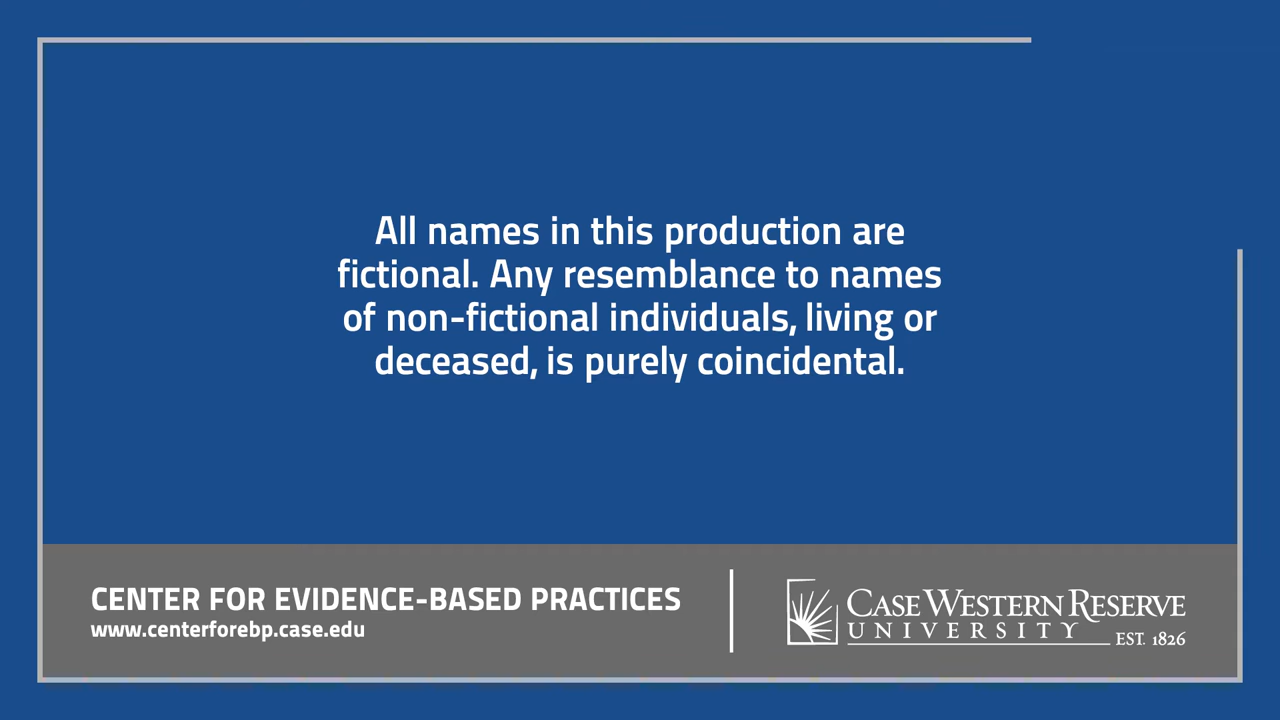 All names in this production are
fictional. Any resemblance to names
of non-fictional individuals, living or
deceased, is purely coincidental.
CENTER FOR EVIDENCE-BASED PRACTICES
www.centerforebp.case.edu
CASE WESTERN RESERVE
UNIVERSITY
EST. 1826